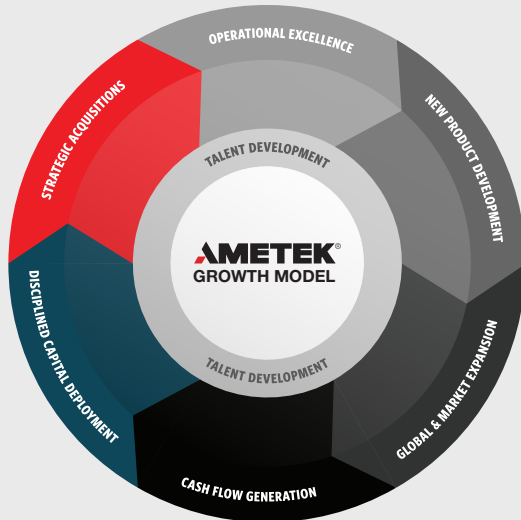 OPERATIONAL EXCELLENCE
NEW PRODUCT DEVELOPMENT
GLOBAL & MARKET EXPANSION
CASH FLOW GENERATION
DISCIPLINED CAPITAL DEPLOYMENT
STRATEGIC ACQUISITIONS
TALENT DEVELOPMENT
AMETEK®
GROWTH MODEL
TALENT DEVELOPMENT